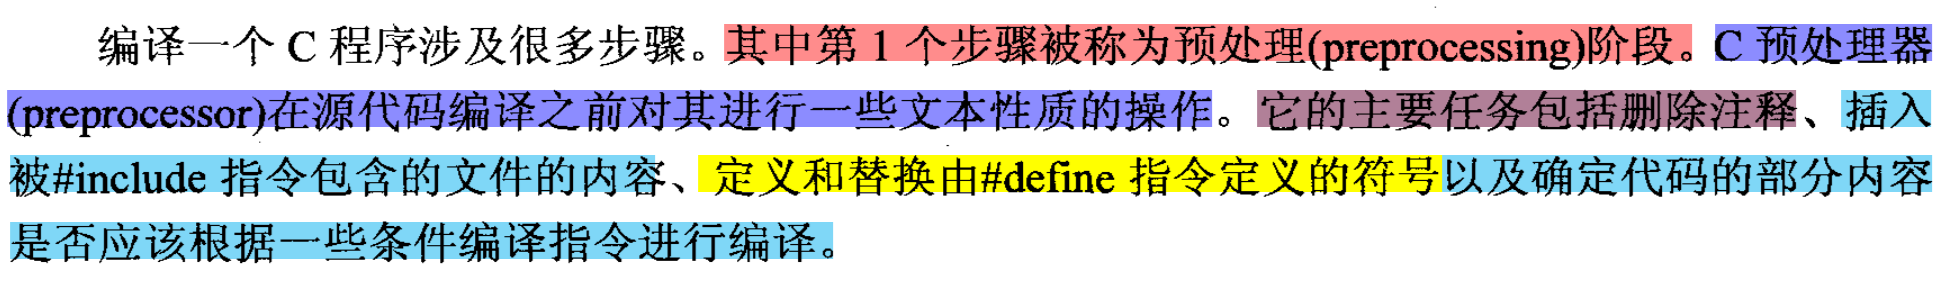 编译一个 C 程序涉及很多步骤。其中第 1 个步骤被称为预处理(preprocessing)阶段。C 预处理器
(preprocessor)在源代码编译之前对其进行一些文本性质的操作。它的主要任务包括删除注释、插入
被#include 指令包含的文件的内容、定义和替换由#define 指令定义的符号以及确定代码的部分内容
是否应该根据一些条件编译指令进行编译。